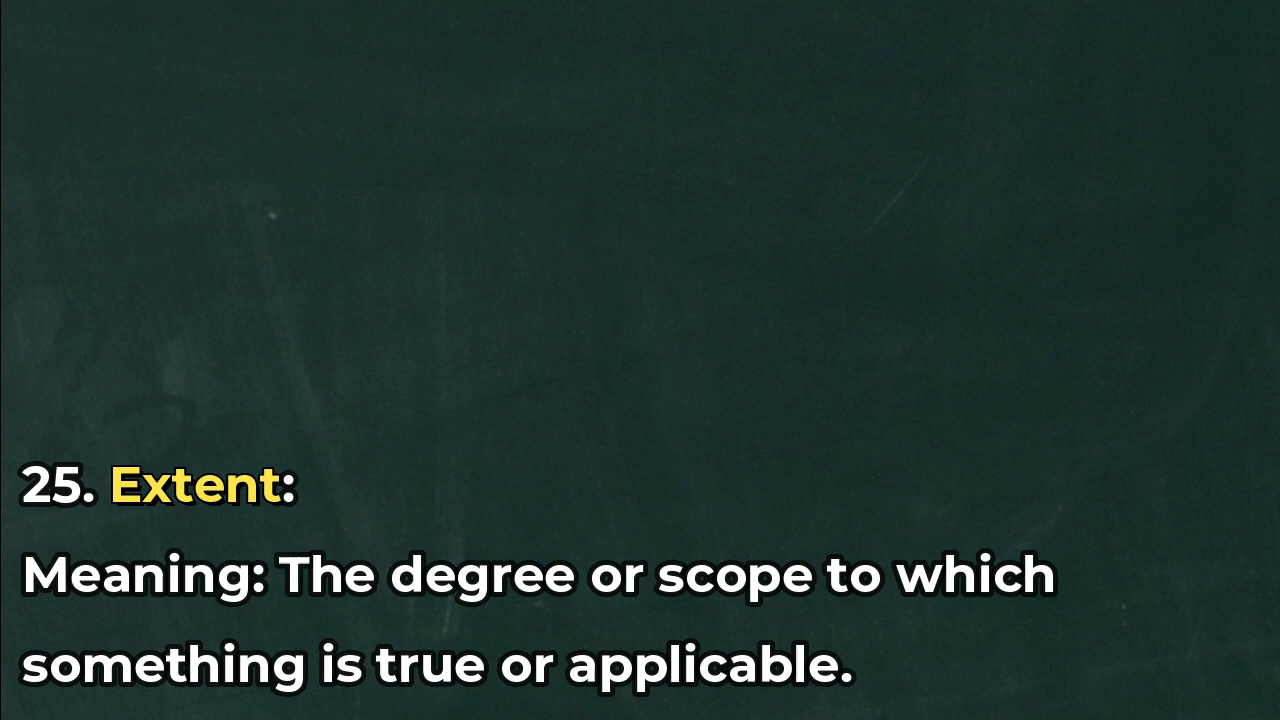 25. Extent:
Meaning: The degree or scope to which
something is true or applicable.